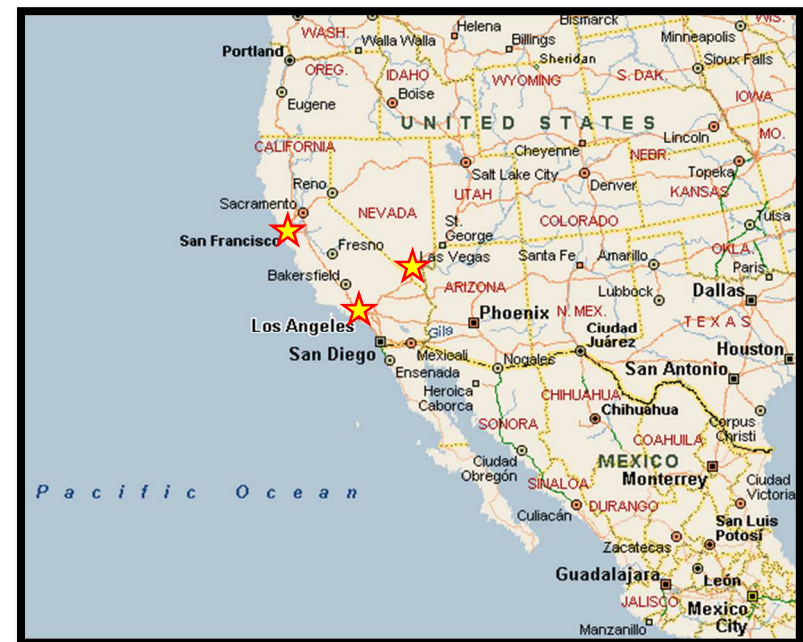 Helena
Bismarck
WIS.
WASH.
Walla Walla
Billings
Minneapolis
Portland
Sheridan
Sioux Falls
OREG.
IDAHO
WYOMING
S. DAK.
Boise
IOWA
Eugene
UNITED STATES
Lincoln
MO.
CALIFORNIA
Cheyenne
NEBR.
Salt Lake City
Topeka
Reno
UTAH
Denver
KANSAS
Sacramento
NEVADA
St.
George
COLORADO
Tulsa
San Francisco
Fresno
Las Vegas
Santa Fe
Amarillo
OKLA.
Bakersfield
ARIZONA
Paris
Lubbock
Dallas
Los Angeles
Gila
Phoenix
N. MEX.
TEXAS
Ciudad
Juárez
San Diego
Mexicali
Nogales
Houston
Ensenada
San Antonio
Heroica
Caborca
CHIHUAHUA
Chihuahua
SONORA
Corpus
Christi
COAHUILA
Ciudad
Obregón
MEXICO
Monterrey
SINALOA
Ciudad
Victoria
Pacific Ocean
DURANGO
Culiacán
San Luis
Potosí
Zacatecas
Guadalajara
León
JALISCO
Mexico
City
Manzanillo